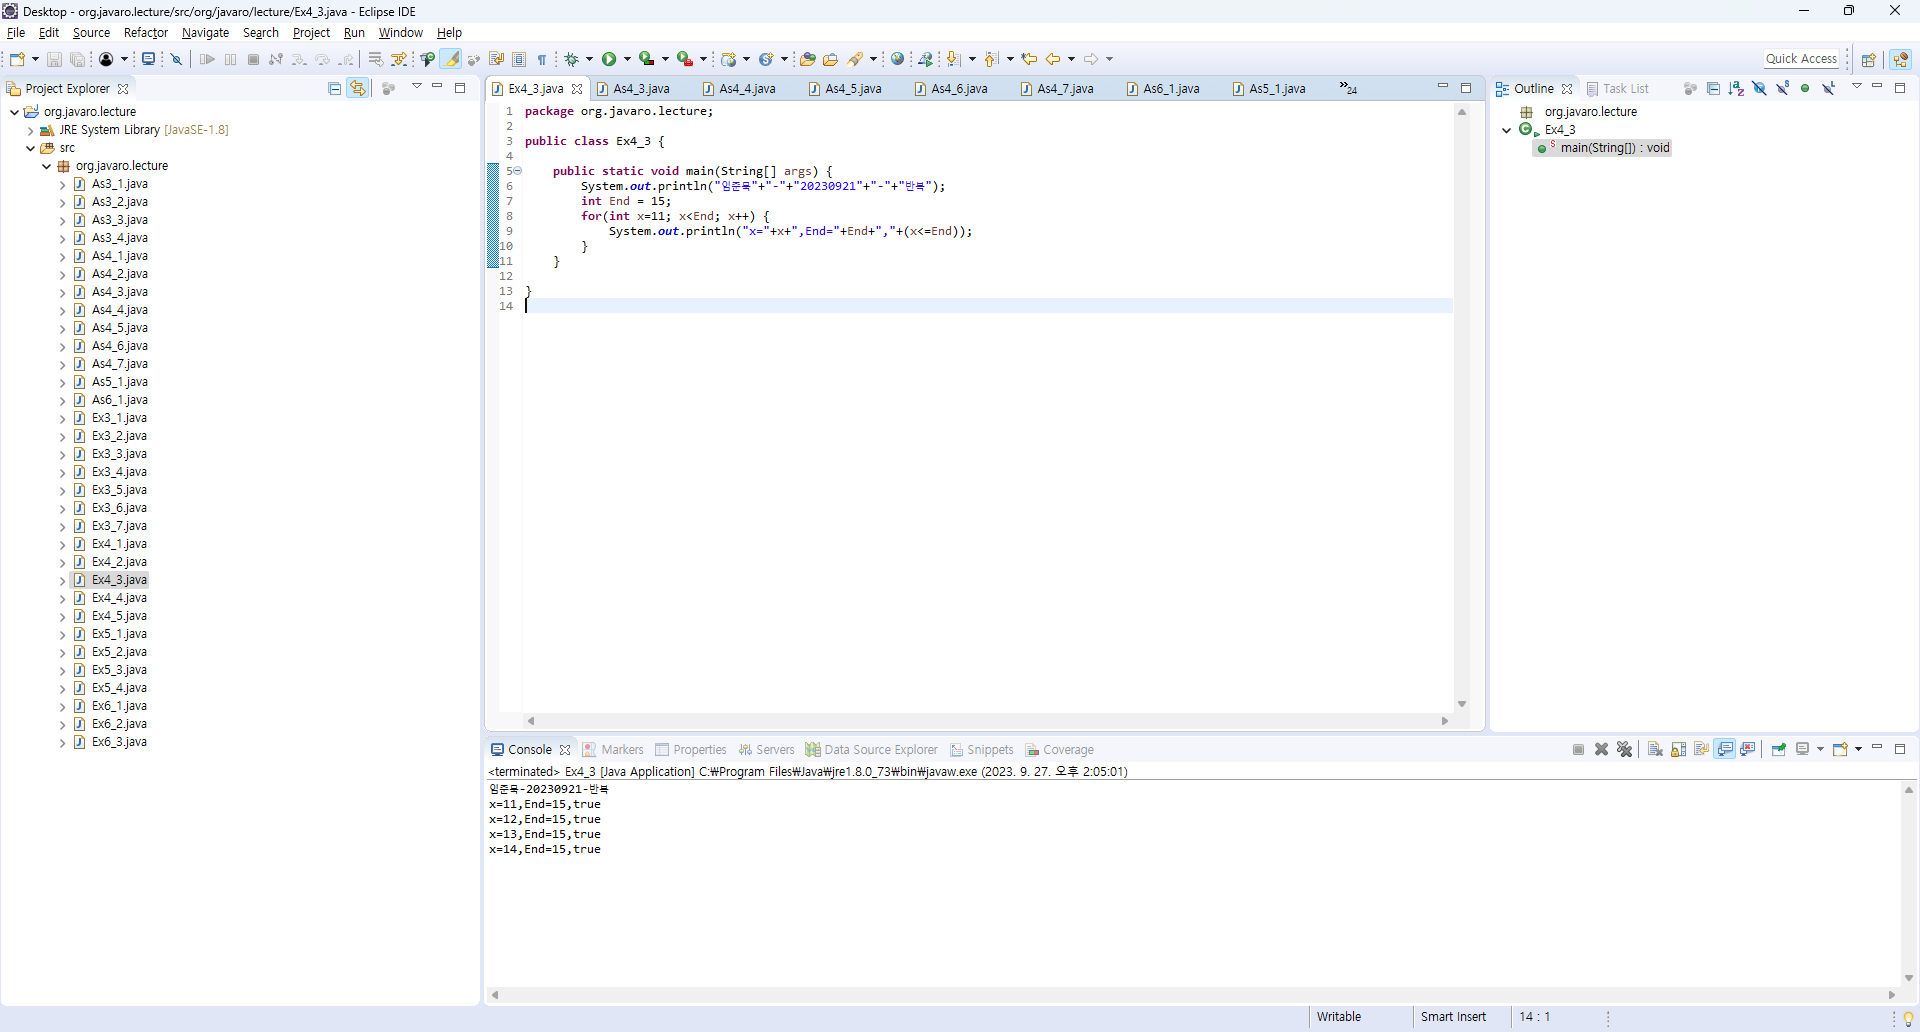 Desktop - org.javaro.lecture/src/org/javaro/lecture/Ex4_3.java - Eclipse IDE
File Edit Source Refactor Navigate Search Project Run Window Help
Quick Access
Project Explorer
org.javaro.lecture
JRE System Library [JavaSE-1.8]
src
org.javaro.lecture
As3_1.java
As3_2.java
As3_3.java
As3_4.java
As4_1.java
As4_2.java
As4_3.java
As4_4.java
As4_5.java
As4_6.java
As4_7.java
As5_1.java
As6_1.java
Ex3_1.java
Ex3_2.java
Ex3_3.java
Ex3_4.java
Ex3_5.java
Ex3_6.java
Ex3_7.java
Ex4_1.java
Ex4_2.java
Ex4_3.java
Ex4_4.java
Ex4_5.java
Ex5_1.java
Ex5_2.java
Ex5_3.java
Ex5_4.java
Ex6_1.java
Ex6_2.java
Ex6_3.java
Ex4_3.java As4_3.java As4_4.java As4_5.java As4_6.java As4_7.java As6_1.java As5_1.java »24
1 package org.javaro.lecture;
2
3 public class Ex4_3 {
4
5 public static void main(String[] args) {
6 System.out.println("임준묵"+"-"+"20230921"+"-"+"반복");
7 int End = 15;
8 for(int x=11; x<End; x++) {
9 System.out.println("x="+x+",End="+End+","+(x<=End));
10 }
11 }
12
13 }
14
Outline Task List
org.javaro.lecture
Ex4_3
main(String[]) : void
Console Markers Properties Servers Data Source Explorer Snippets Coverage
<terminated> Ex4_3 [Java Application] C:₩Program Files₩Java₩jre1.8.0_73₩bin₩javaw.exe (2023. 9. 27. 오후 2:05:01)
임준묵-20230921-반복
x=11,End=15,true
x=12,End=15,true
x=13,End=15,true
x=14,End=15,true
Writable Smart Insert 14 : 1